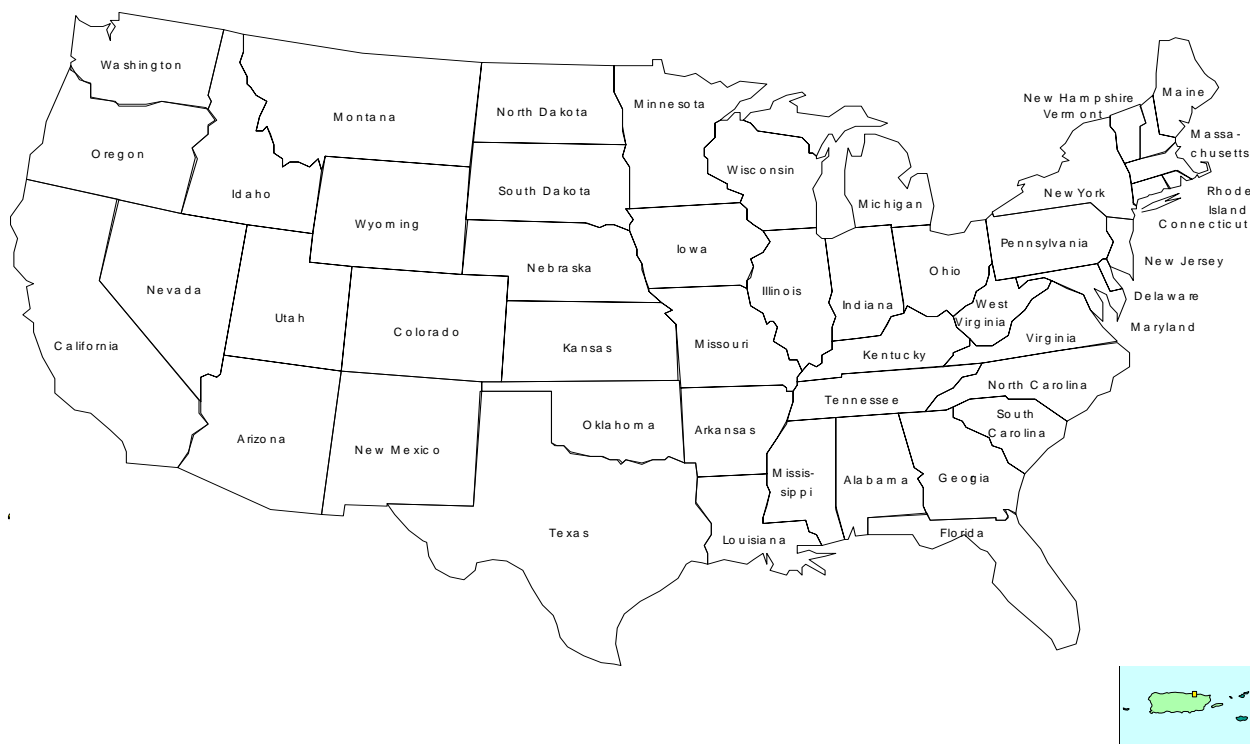 Washington
Oregon
California
Nevada
Idaho
Montana
Wyoming
Utah
Colorado
Arizona
New Mexico
North Dakota
South Dakota
Nebraska
Kansas
Oklahoma
Texas
Minnesota
Iowa
Missouri
Arkansas
Louisiana
Wisconsin
Illinois
Michigan
Indiana
Ohio
Kentucky
Tennessee
Missis-
sippi
Alabama
Georgia
Florida
South
Carolina
North Carolina
Virginia
West
Virginia
Pennsylvania
New York
New Hampshire
Vermont
Maine
Massa-
chusetts
Rhode
Island
Connecticut
New Jersey
Delaware
Maryland